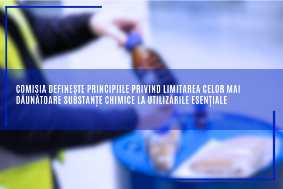 COMISIA DEFINEȘTE PRINCIPIILE PRIVIND LIMITAREA CELOR MAI
DĂUNĂTOARE SUBSTANȚE CHIMICE LA UTILIZĂRILE ESENȚIALE